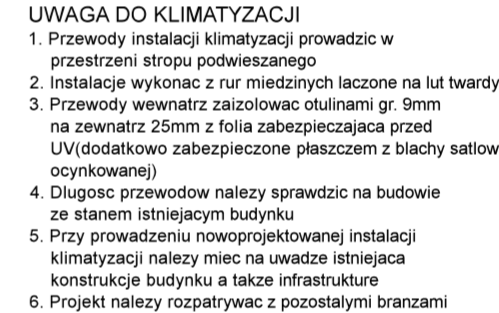 UWAGA DO KLIMATYZACJI
1. Przewody instalacji klimatyzacji prowadzic w
przestrzeni stropu podwieszanego
2. Instalacje wykonac z rur miedzinych laczone na lut twardy
3. Przewody wewnatrz zaizolowac otulinami gr. 9mm
na zewnatrz 25mm z folia zabezpieczajaca przed
UV(dodatkowo zabezpieczone płaszczem z blachy satlow
ocynkowanej)
4. Dlugosc przewodow nalezy sprawdzic na budowie
ze stanem istniejacym budynku
5. Przy prowadzeniu nowoprojektowanej instalacji
klimatyzacji nalezy miec na uwadze istniejaca
konstrukcje budynku a takze infrastrukture
6. Projekt nalezy rozpatrywac z pozostalymi branzami